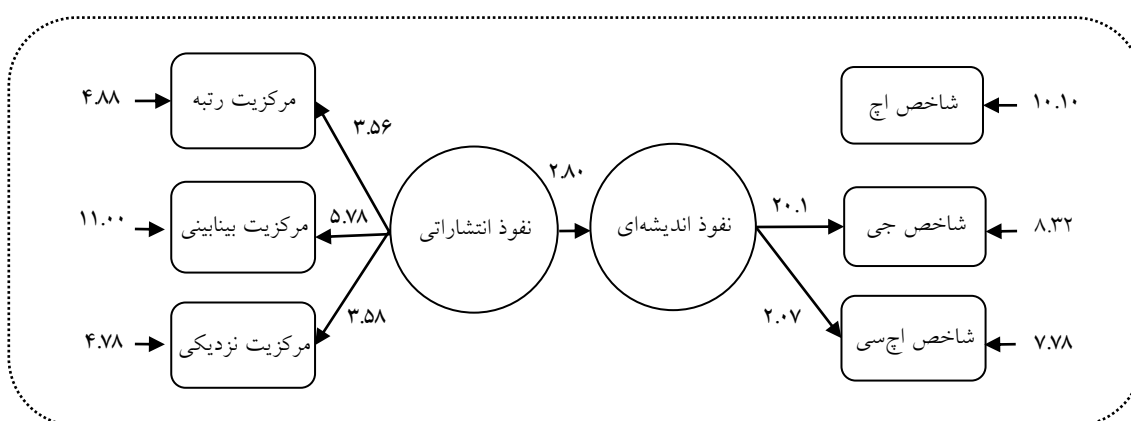 ۴.۸۸
مرکزیت رتبه
۳.۵۶
شاخص اچ
۱۰.۱۰
۱۱.۰۰
مرکزیت بینابینی
۵.۷۸
نفوذ انتشاراتی
۲.۸۰
نفوذ اندیشه‌ای
۲۰.۱
شاخص جی
۸.۳۲
۴.۷۸
مرکزیت نزدیکی
۳.۵۸
۲.۰۷
شاخص اچ‌سی
۷.۷۸